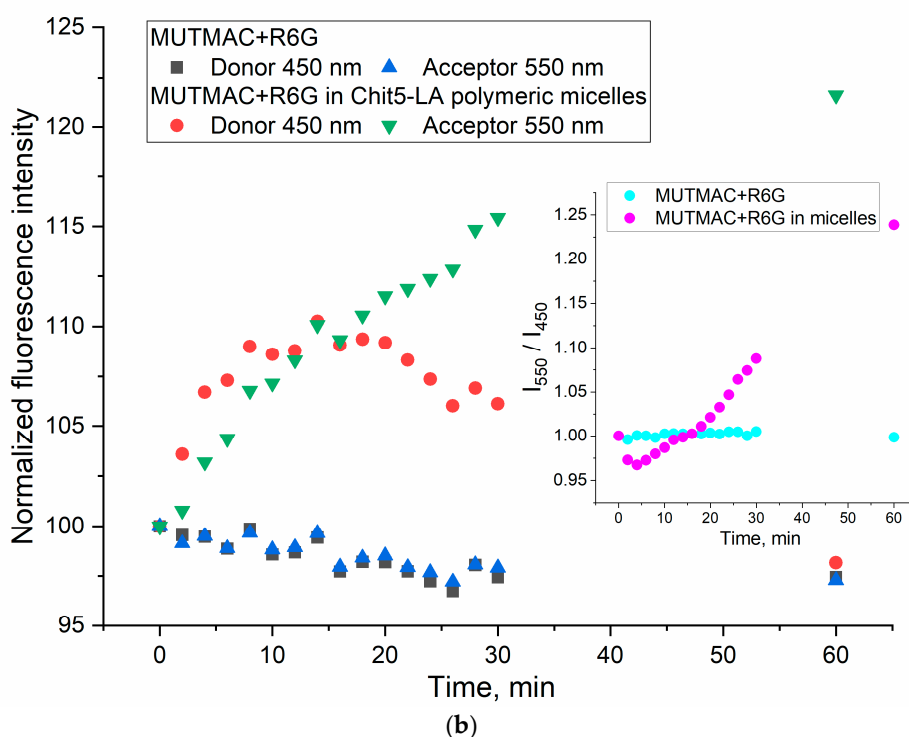 125
120
115
110
105
100
95
Normalized fluorescence intensity
MUTMAC+R6G
Donor 450 nm
Acceptor 550 nm
MUTMAC+R6G in Chit5-LA polymeric micelles
Donor 450 nm
Acceptor 550 nm
MUTMAC+R6G
MUTMAC+R6G in micelles
1.25
1.20
1.15
1.10
1.05
1.00
0.95
I550 / I450
0 10 20 30 40 50 60
Time, min
0 10 20 30 40 50 60
Time, min
(b)